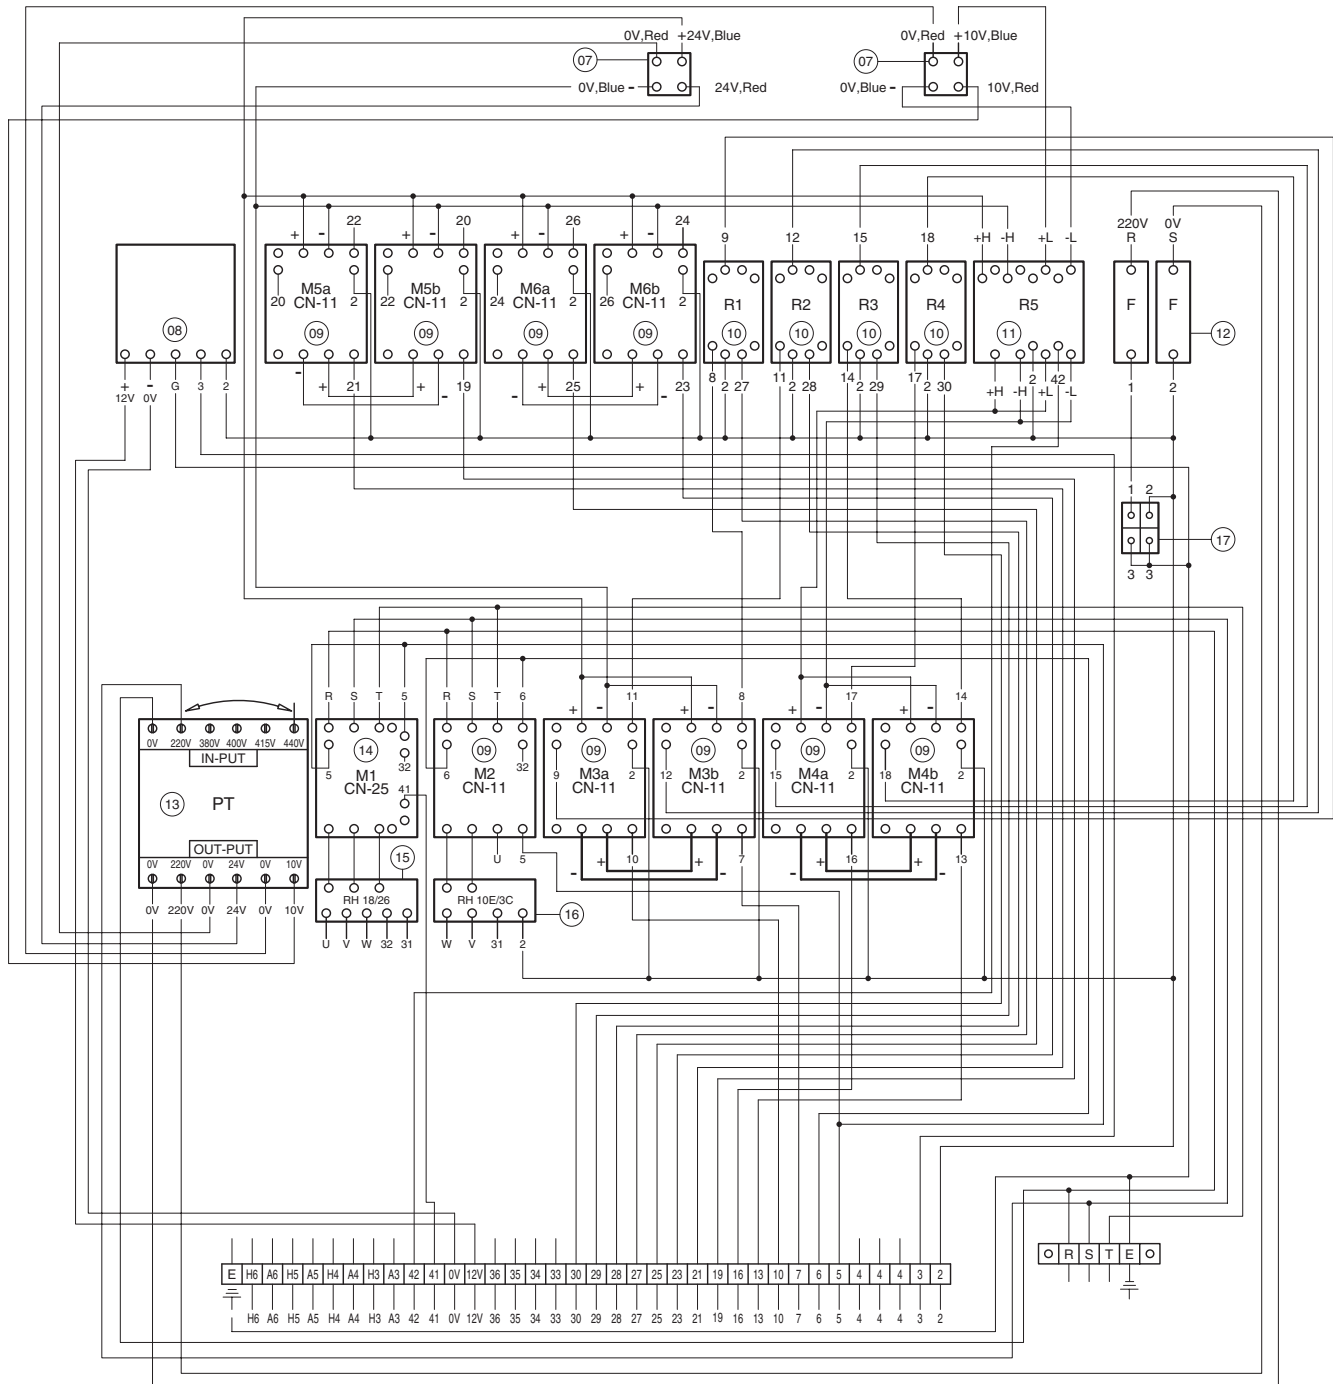 0V,Red +24V,Blue
0V,Red +10V,Blue
07
07
0V,Blue -
24V,Red
0V,Blue -
10V,Red
220V 0V
R S
+ - 22 + - 20 + - 26 + - 24
9 12 15 18 +H -H +L -L
M5a
CN-11
20 2
09
M5b
CN-11
22 2
09
M6a
CN-11
24 2
09
M6b
CN-11
26 2
09
R1
10
R2
10
R3
10
R4
10
R5
11
F
F
12
08
+ - G 3 2
12V 0V
- + 21 + - 19
- + 25 + - 23
8 2 27
11 2 28
14 2 29
17 2 30
+H -H 2 +L 42 -L
1 2
1 2
17
3 3
R S T 5
R S T 6
+ - 11 8
+ - 17 14
0V 220V 380V 400V 415V 440V
IN-PUT
13
PT
OUT-PUT
0V 220V 0V 24V 0V 10V
0V 220V 0V 24V 0V 10V
14
5 32
M1
CN-25
41
09
6 32
M2
CN-11
U 5
09
9 2
M3a
CN-11
09
12 2
M3b
CN-11
09
15 2
M4a
CN-11
09
18 2
M4b
CN-11
- + 10 + - 7
- + 16 + - 13
15
RH 18/26
U V W 32 31
RH 10E/3C
16
W V 31 2
R S T E
E H6 A6 H5 A5 H4 A4 H3 A3 42 41 0V 12V 36 35 34 33 30 29 28 27 25 23 21 19 16 13 10 7 6 5 4 4 4 3 2
H6 A6 H5 A5 H4 A4 H3 A3 42 41 0V 12V 36 35 34 33 30 29 28 27 25 23 21 19 16 13 10 7 6 5 4 4 4 3 2